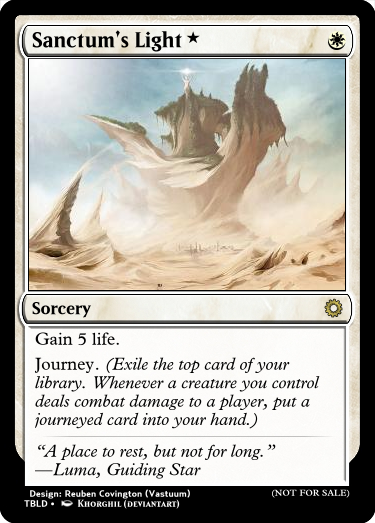 Sanctum's Light ★
Sorcery
Gain 5 life.
Journey. (Exile the top card of your
library. Whenever a creature you control
deals combat damage to a player, put a
journeyed card into your hand.)
“A place to rest, but not for long.”
—Luma, Guiding Star
Design: Reuben Covington (Vastuum)
(NOT FOR SALE)
TBLD • Khorghil (deviantart)